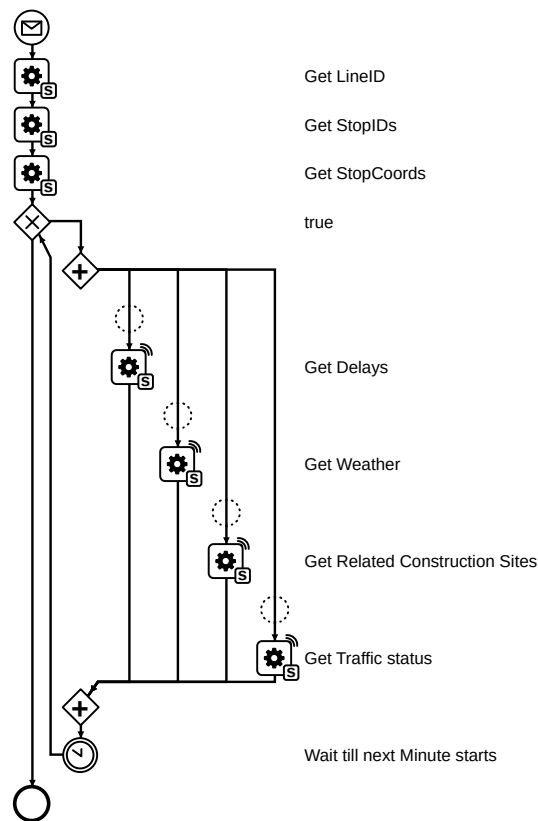 S
Get LineID
S
Get StopIDs
S
Get StopCoords
true
S
Get Delays
S
Get Weather
S
Get Related Construction Sites
S
Get Traffic status
Wait till next Minute starts